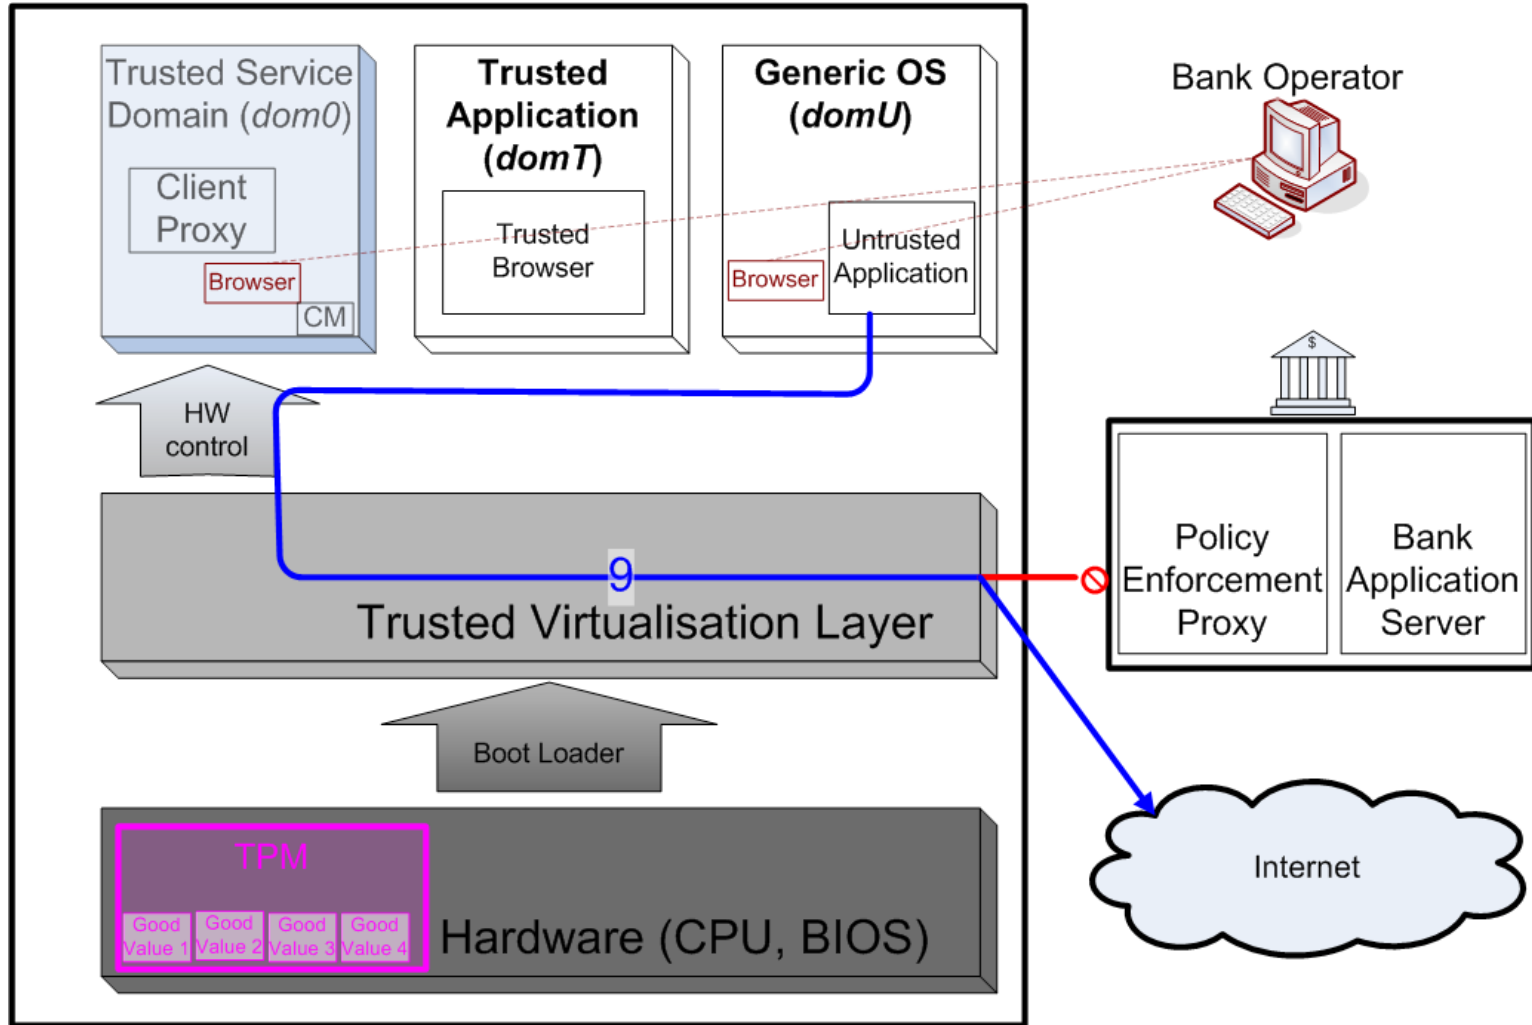 Trusted Service
Domain (dom0)
Client
Proxy
Browser
CM
Trusted
Application
(domT)
Trusted
Browser
Generic OS
(domU)
Browser
Untrusted
Application
Bank Operator
HW
control
$
Policy
Enforcement
Proxy
Bank
Application
Server
9
Trusted Virtualisation Layer
Boot Loader
Internet
TPM
Good
Value 1
Good
Value 2
Good
Value 3
Good
Value 4
Hardware (CPU, BIOS)